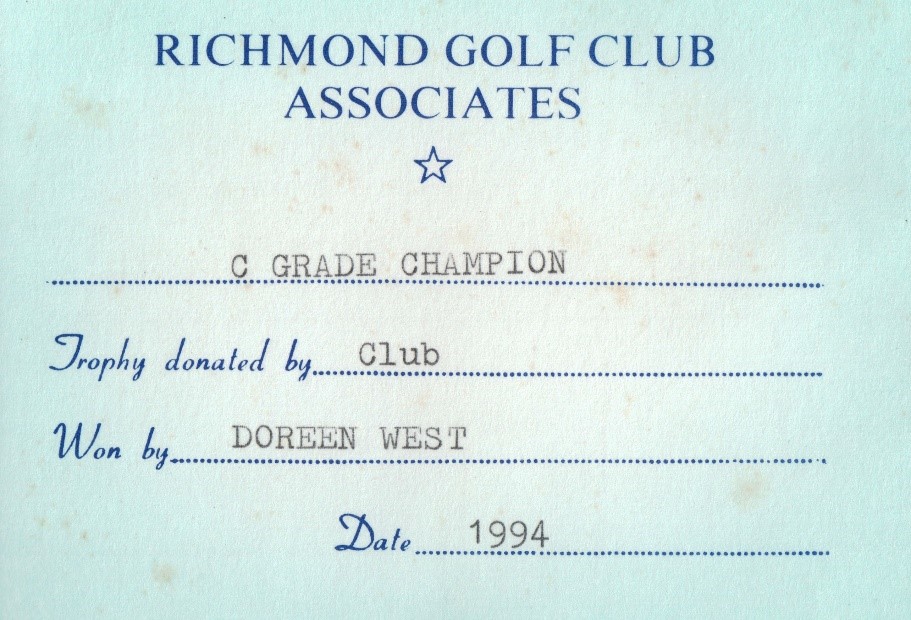 RICHMOND GOLF CLUB
ASSOCIATES
C GRADE CHAMPION
Trophy donated by Club
Won by DOREEN WEST
Date 1994